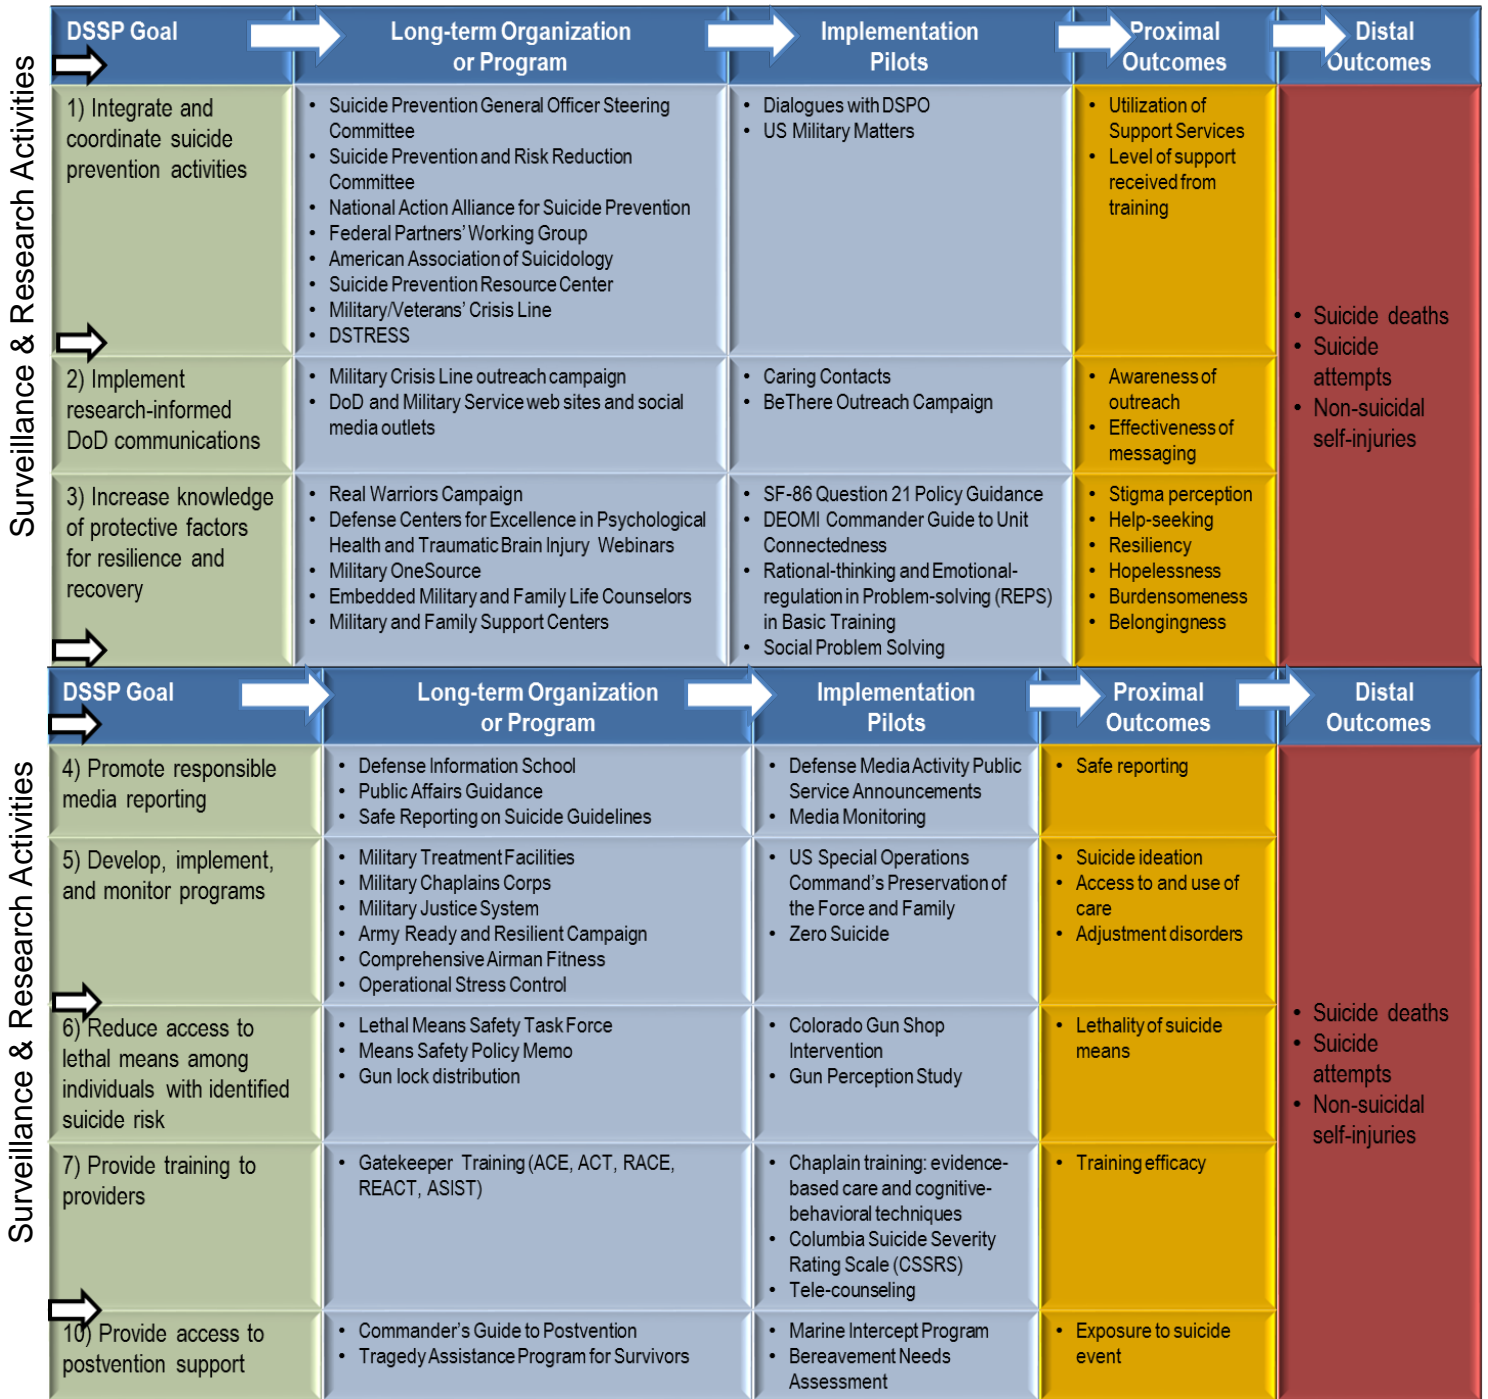 Surveillance & Research Activities
DSSP Goal
Long-term Organization
or Program
Implementation
Pilots
Proximal
Outcomes
Distal
Outcomes
1) Integrate and
coordinate suicide
prevention activities
• Suicide Prevention General Officer Steering
Committee
• Suicide Prevention and Risk Reduction
Committee
• National Action Alliance for Suicide Prevention
• Federal Partners' Working Group
• American Association of Suicidology
• Suicide Prevention Resource Center
• Military/Veterans' Crisis Line
• DSTRESS
• Dialogues with DSPO
• US Military Matters
• Utilization of
Support Services
• Level of support
received from
training
• Suicide deaths
• Suicide
attempts
• Non-suicidal
self-injuries
2) Implement
research-informed
DoD communications
• Military Crisis Line outreach campaign
• DoD and Military Service web sites and social
media outlets
• Caring Contacts
• BeThere Outreach Campaign
• Awareness of
outreach
• Effectiveness of
messaging
3) Increase knowledge
of protective factors
for resilience and
recovery
• Real Warriors Campaign
• Defense Centers for Excellence in Psychological
Health and Traumatic Brain Injury Webinars
• Military OneSource
• Embedded Military and Family Life Counselors
• Military and Family Support Centers
• SF-86 Question 21 Policy Guidance
• DEOMI Commander Guide to Unit
Connectedness
• Rational-thinking and Emotional-
regulation in Problem-solving (REPS)
in Basic Training
• Social Problem Solving
• Stigma perception
• Help-seeking
• Resiliency
• Hopelessness
• Burdensomeness
• Belongingness
Surveillance & Research Activities
DSSP Goal
Long-term Organization
or Program
Implementation
Pilots
Proximal
Outcomes
Distal
Outcomes
4) Promote responsible
media reporting
• Defense Information School
• Public Affairs Guidance
• Safe Reporting on Suicide Guidelines
• Defense Media Activity Public
Service Announcements
• Media Monitoring
• Safe reporting
5) Develop, implement,
and monitor programs
• Military Treatment Facilities
• Military Chaplains Corps
• Military Justice System
• Army Ready and Resilient Campaign
• Comprehensive Airman Fitness
• Operational Stress Control
• US Special Operations
Command's Preservation of
the Force and Family
• Zero Suicide
• Suicide ideation
• Access to and use of
care
• Adjustment disorders
6) Reduce access to
lethal means among
individuals with identified
suicide risk
• Lethal Means Safety Task Force
• Means Safety Policy Memo
• Gun lock distribution
• Colorado Gun Shop
Intervention
• Gun Perception Study
• Lethality of suicide
means
• Suicide deaths
• Suicide
attempts
• Non-suicidal
self-injuries
7) Provide training to
providers
• Gatekeeper Training (ACE, ACT, RACE,
REACT, ASIST)
• Chaplain training: evidence-
based care and cognitive-
behavioral techniques
• Columbia Suicide Severity
Rating Scale (CSSRS)
• Tele-counseling
• Training efficacy
10) Provide access to
postvention support
• Commander's Guide to Postvention
• Tragedy Assistance Program for Survivors
• Marine Intercept Program
• Bereavement Needs
Assessment
• Exposure to suicide
event